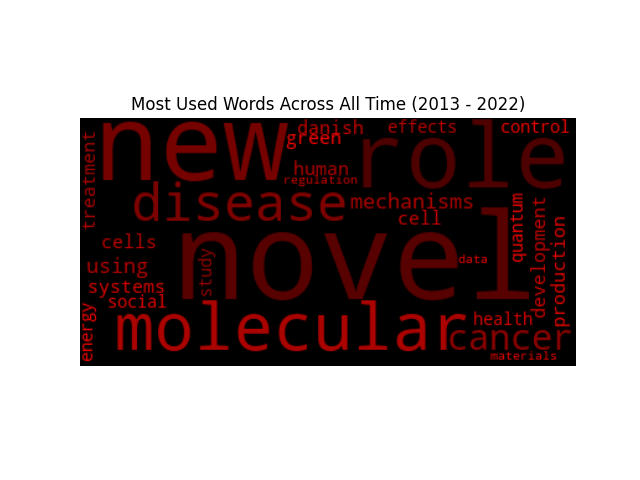 Most Used Words Across All Time (2013 - 2022)
treatment
new
danish
green
effects
control
role
human
regulation
disease
mechanisms
cell
quantum
development
production
cells
study
novel
data
using
systems
social
energy
molecular
health
cancer
materials